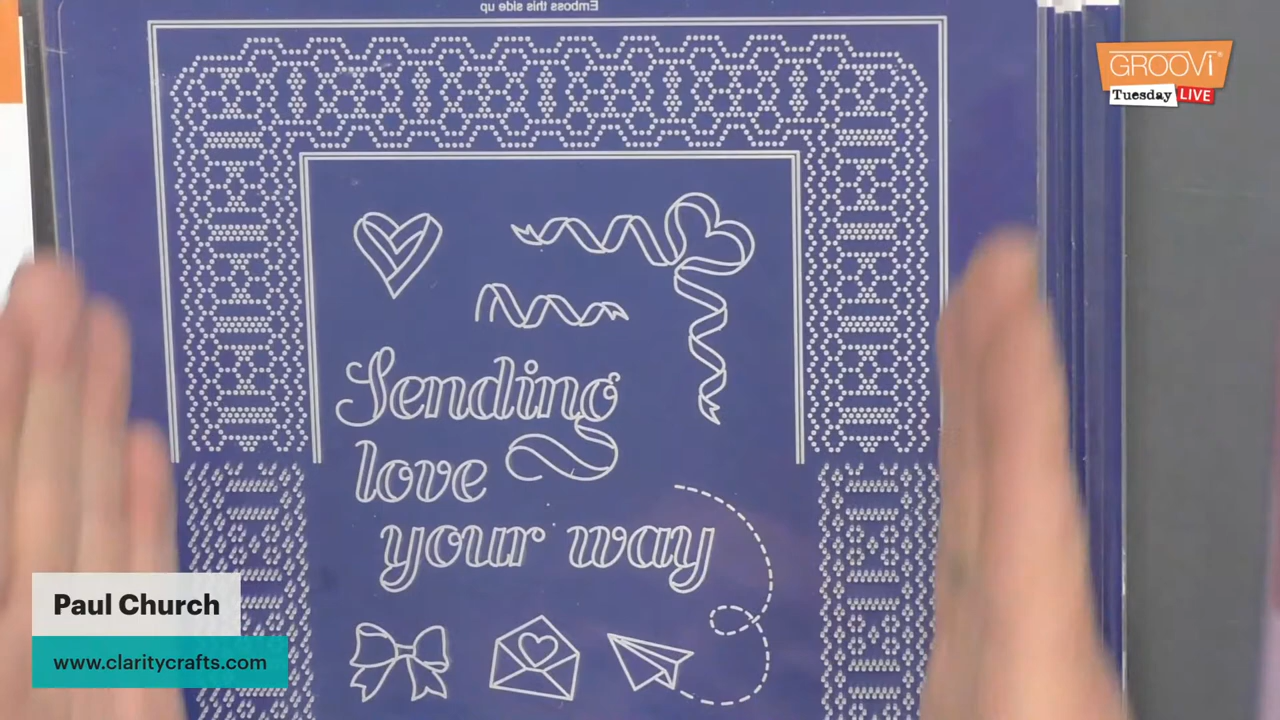 Emboss this side up
GROOVI®
Tuesday LIVE
Sending
love
your way
Paul Church
www.claritycrafts.com